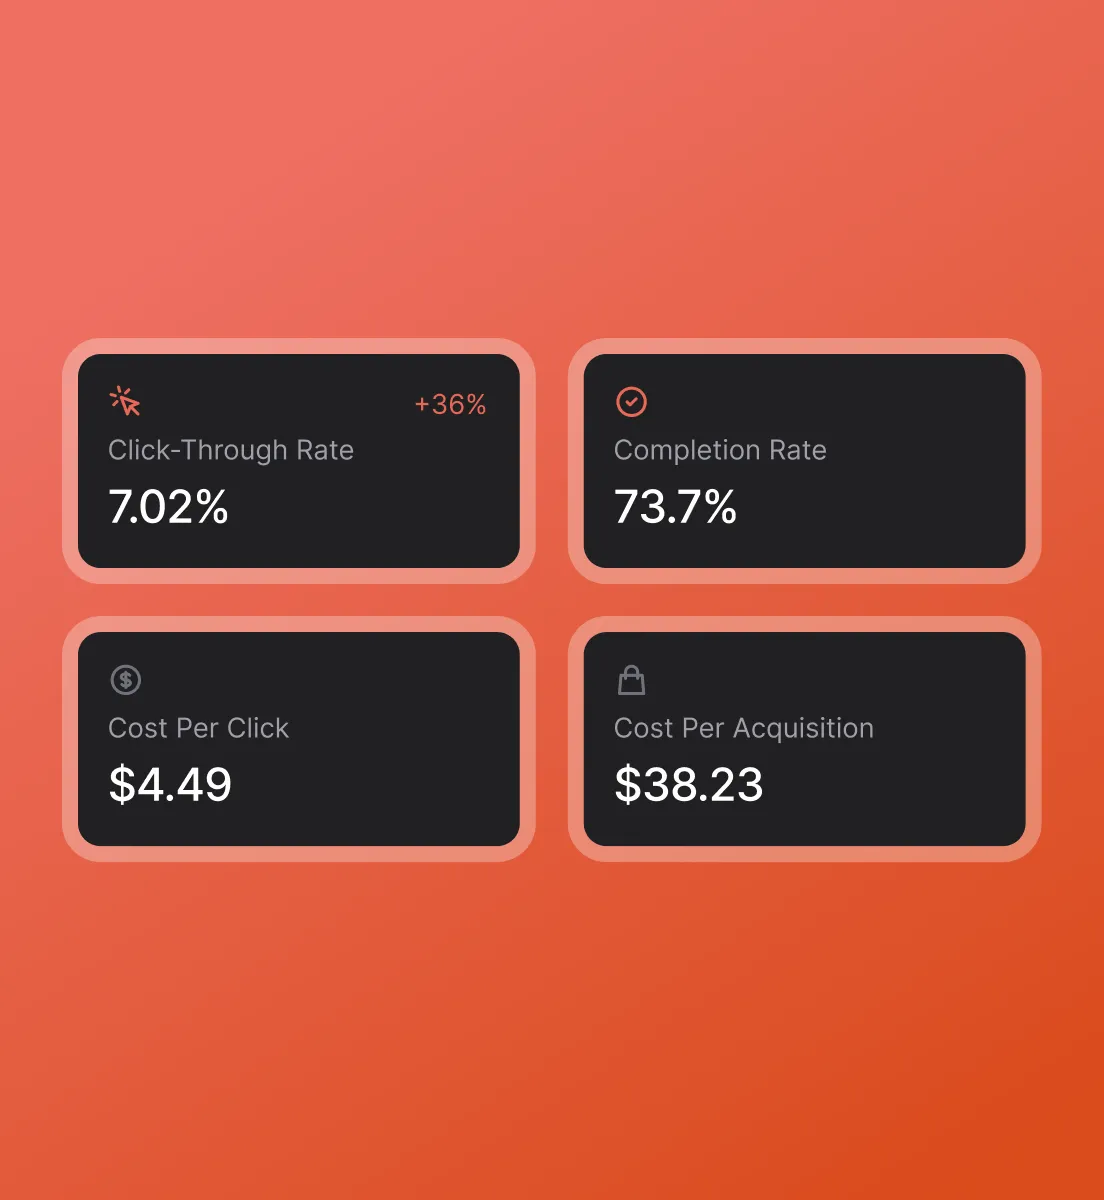 +36%
Click-Through Rate
7.02%
Completion Rate
73.7%
Cost Per Click
$4.49
Cost Per Acquisition
$38.23